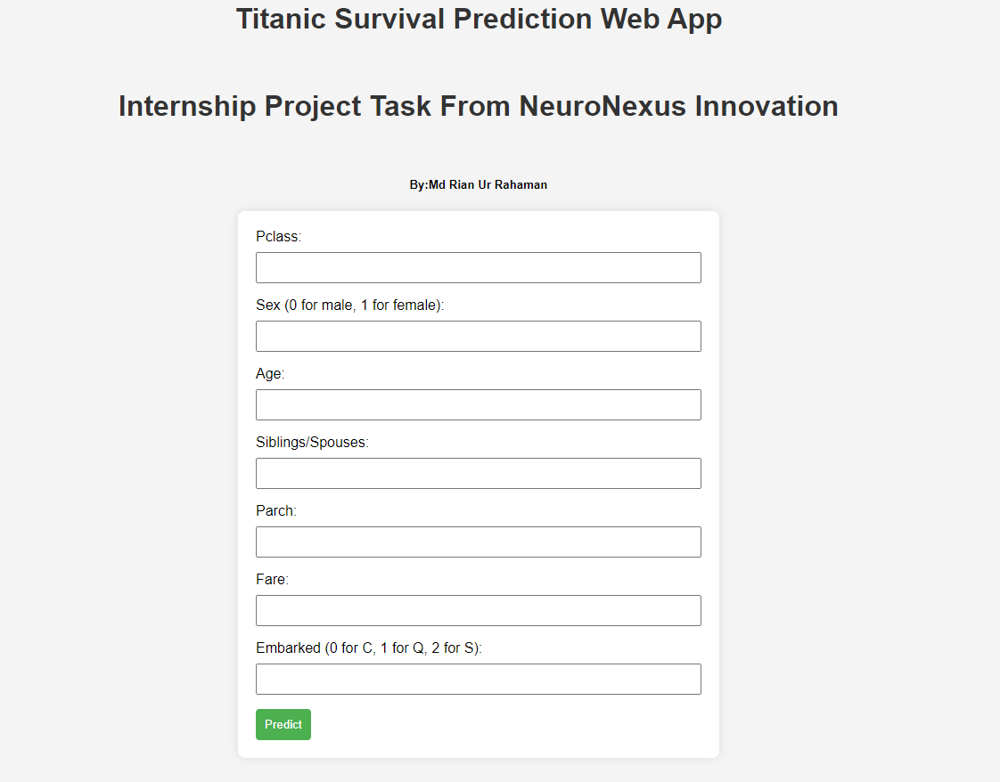 Titanic Survival Prediction Web App
Internship Project Task From NeuroNexus Innovation
By:Md Rian Ur Rahaman
Pclass:
Sex (0 for male, 1 for female):
Age:
Siblings/Spouses:
Parch:
Fare:
Embarked (0 for C, 1 for Q, 2 for S):
Predict